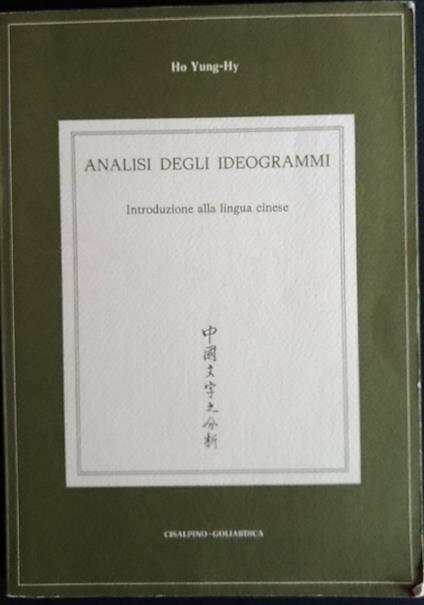 Ho Yung-Hy
ANALISI DEGLI IDEOGRAMMI
Introduzione alla lingua cinese
中國文字之分析
CISALPINO-GOLIARDICA